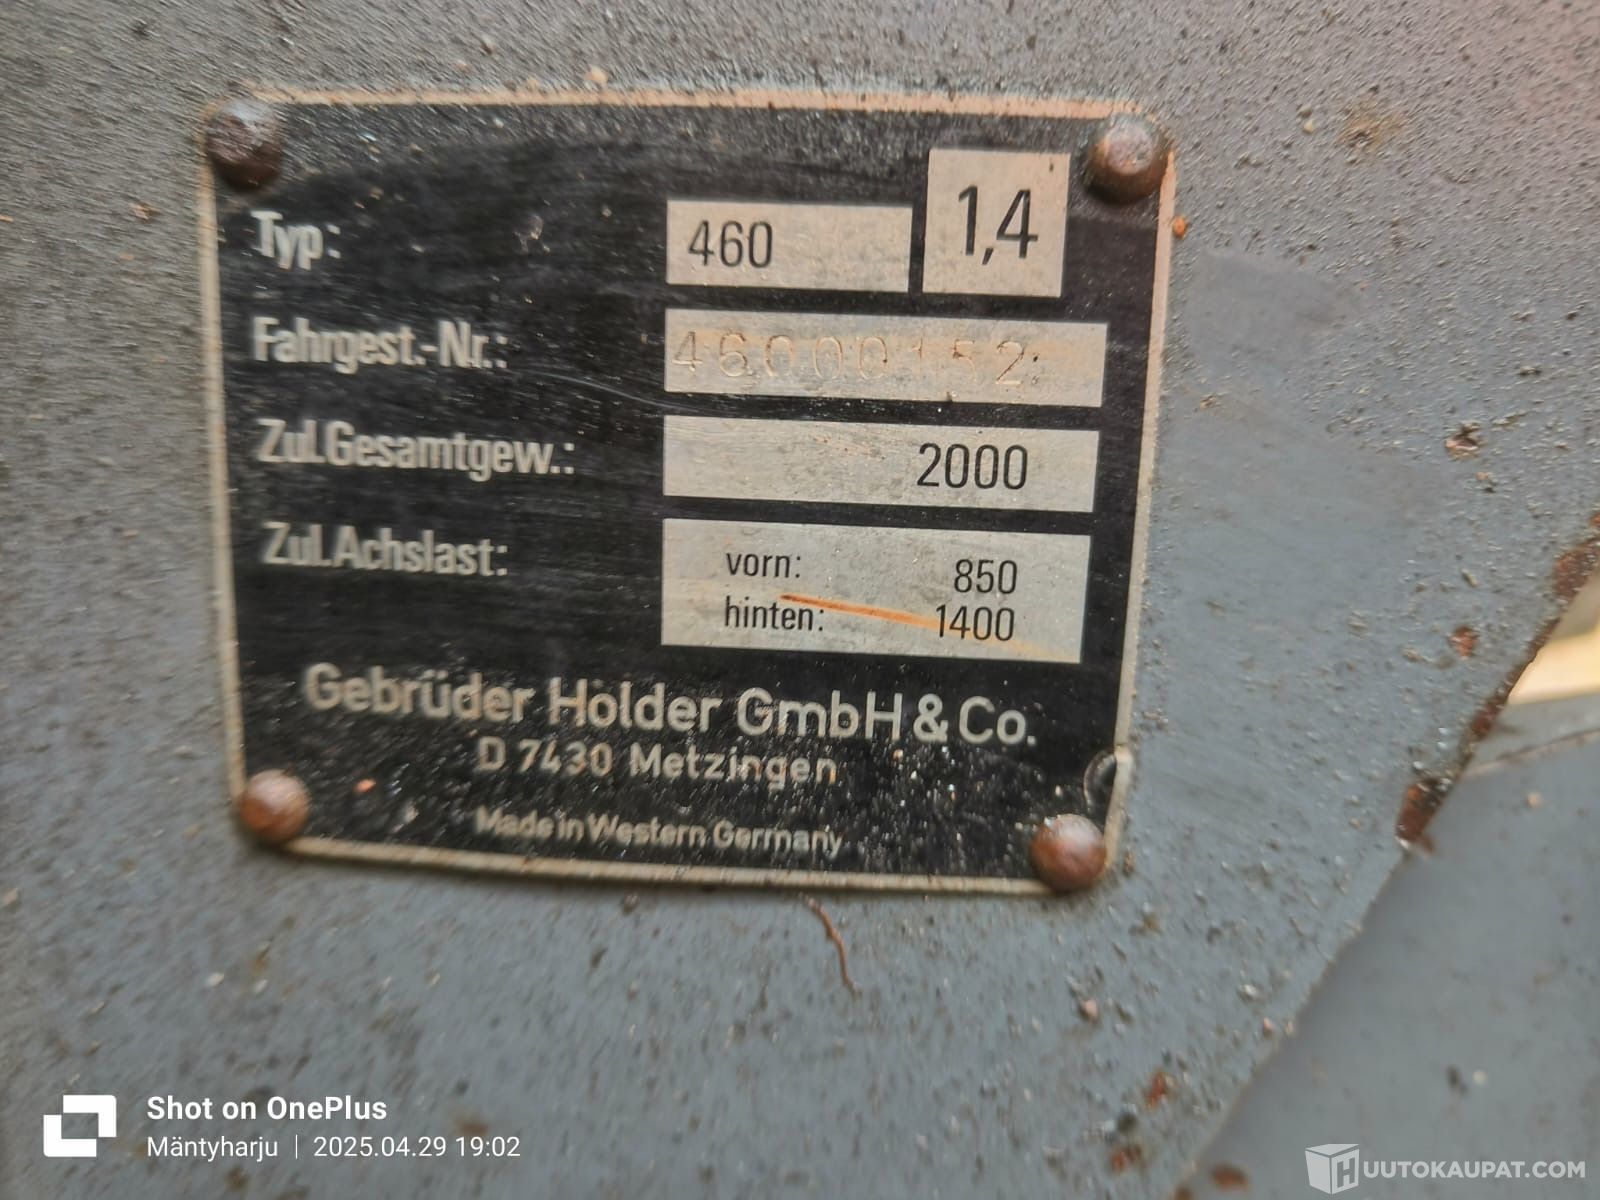 Typ: 460 1,4
Fahrgest.-Nr.: 46000152
Zul.Gesamtgew.: 2000
Zul.Achslast: vorn: 850
hinten: 1400
Gebrüder Holder GmbH & Co.
D 7430 Metzingen
Made in Western Germany
Shot on OnePlus
Mäntyharju | 2025.04.29 19:02
HUUTOKAUPAT.COM